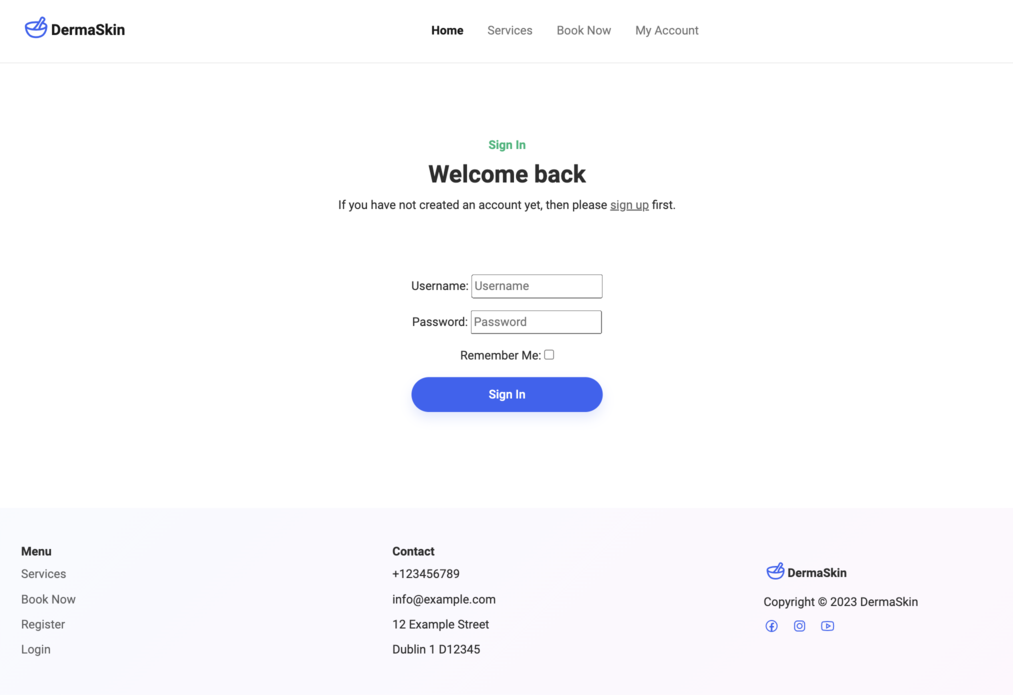 DermaSkin
Home Services Book Now My Account
Sign In
Welcome back
If you have not created an account yet, then please sign up first.
Username: Username
Password: Password
Remember Me:
Sign In
Menu
Services
Book Now
Register
Login
Contact
+123456789
info@example.com
12 Example Street
Dublin 1 D12345
DermaSkin
Copyright © 2023 DermaSkin